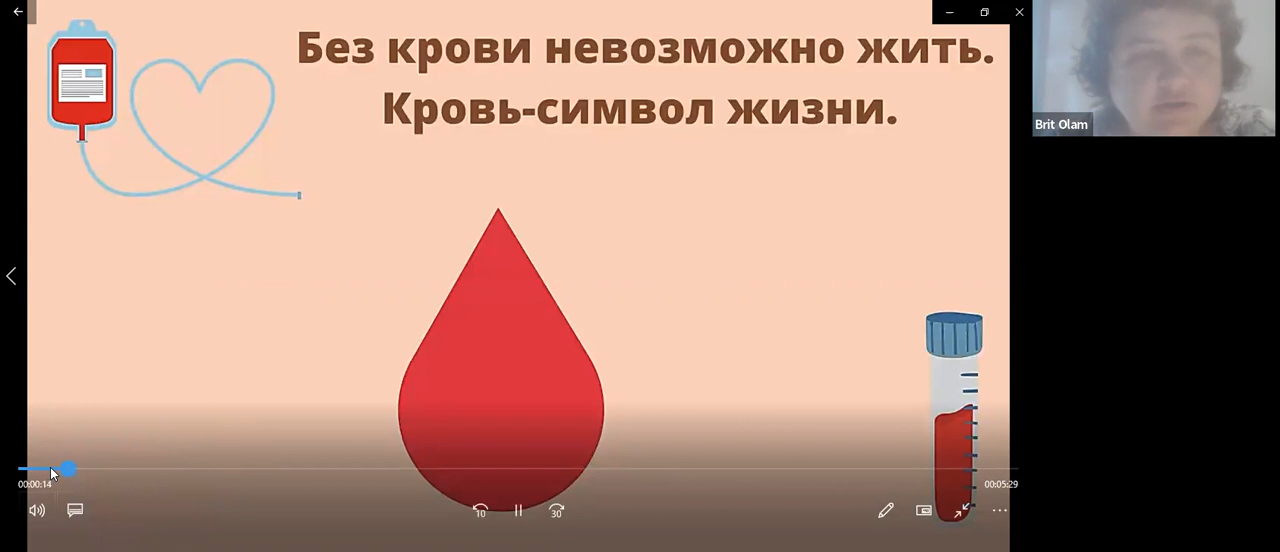 Без крови невозможно жить.
Кровь-символ жизни.
Brit Olam
00:00:14
00:05:29
10
30